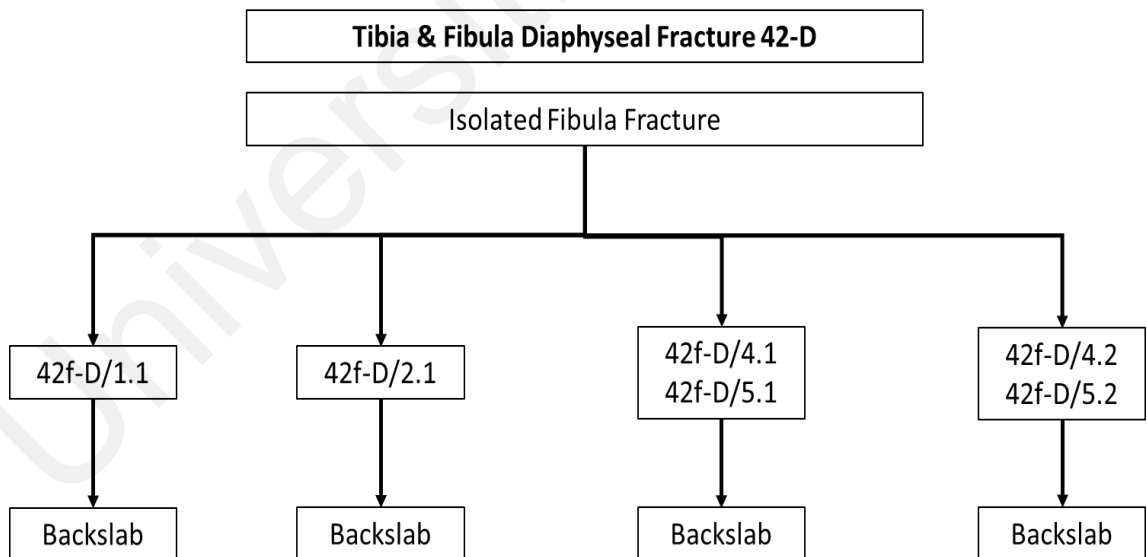 Tibia & Fibula Diaphyseal Fracture 42-D
Isolated Fibula Fracture
42f-D/1.1
42f-D/2.1
42f-D/4.1
42f-D/5.1
42f-D/4.2
42f-D/5.2
Backslab
Backslab
Backslab
Backslab